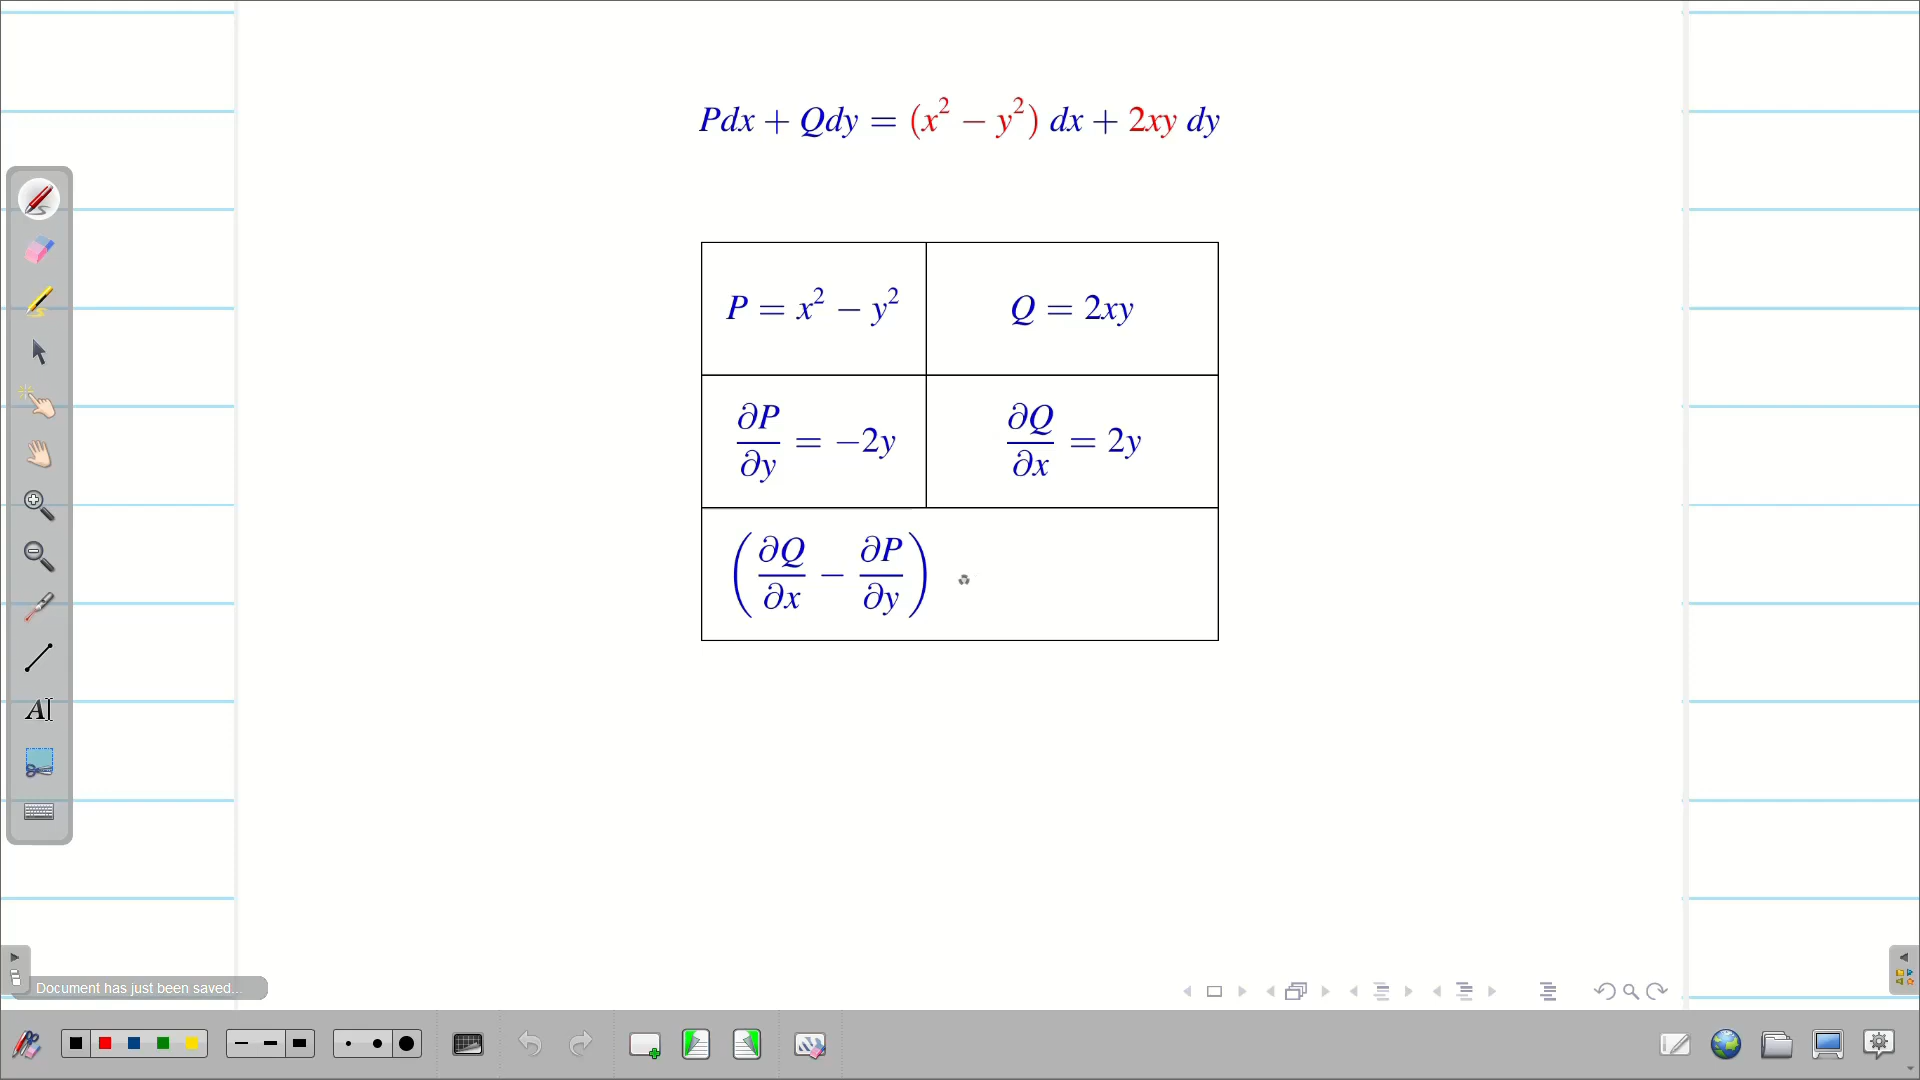 Pdx + Qdy = (x² − y²) dx + 2xy dy
P = x² − y²
Q = 2xy
∂P/∂y = −2y
∂Q/∂x = 2y
(∂Q/∂x − ∂P/∂y)
Document has just been saved...